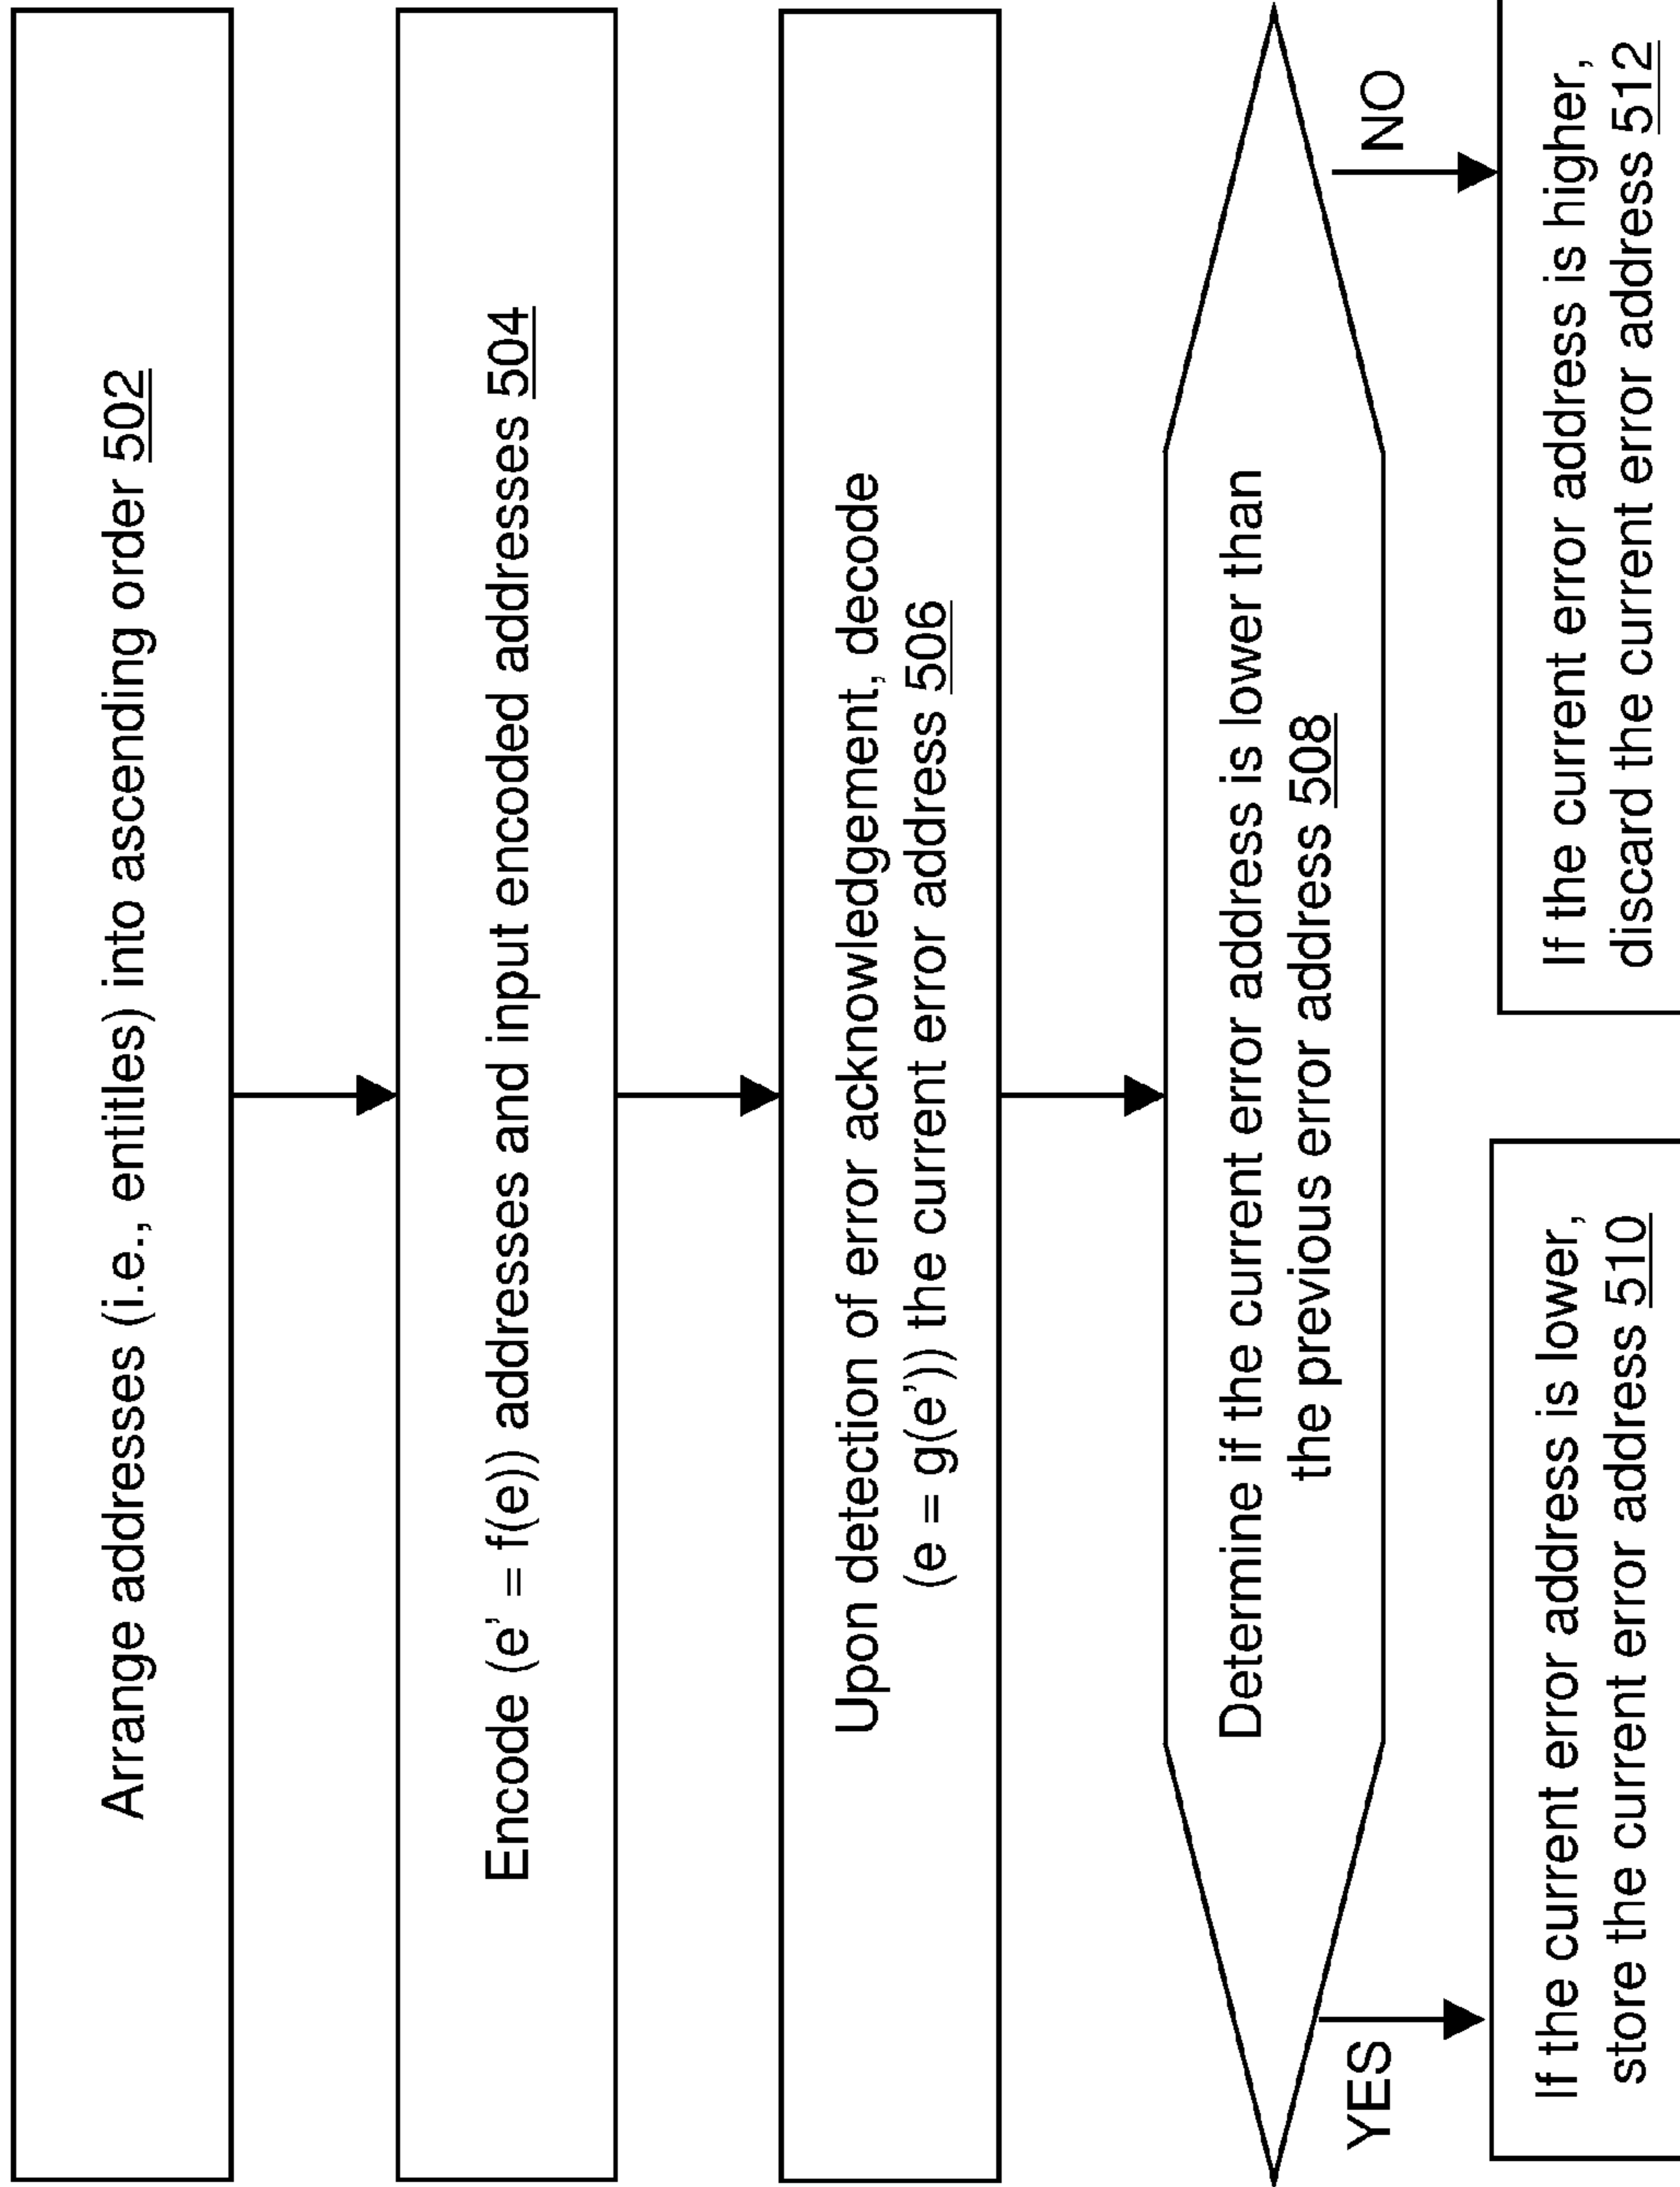 Arrange addresses (i.e., entitles) into ascending order 502
Encode (e' = f(e)) addresses and input encoded addresses 504
Upon detection of error acknowledgement, decode
(e = g(e')) the current error address 506
Determine if the current error address is lower than
the previous error address 508
YES
NO
If the current error address is lower,
store the current error address 510
If the current error address is higher,
discard the current error address 512